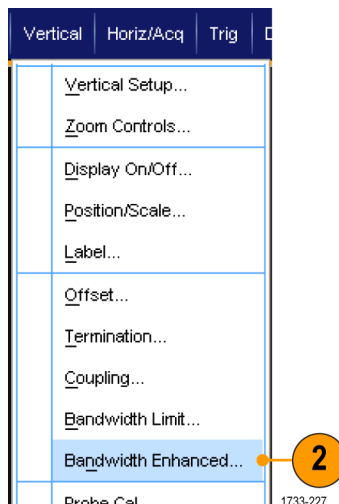 Vertical Horiz/Acq Trig
Vertical Setup...
Zoom Controls...
Display On/Off...
Position/Scale...
Label...
Offset...
Termination...
Coupling...
Bandwidth Limit...
Bandwidth Enhanced...
2
Probe Cal
1733-227